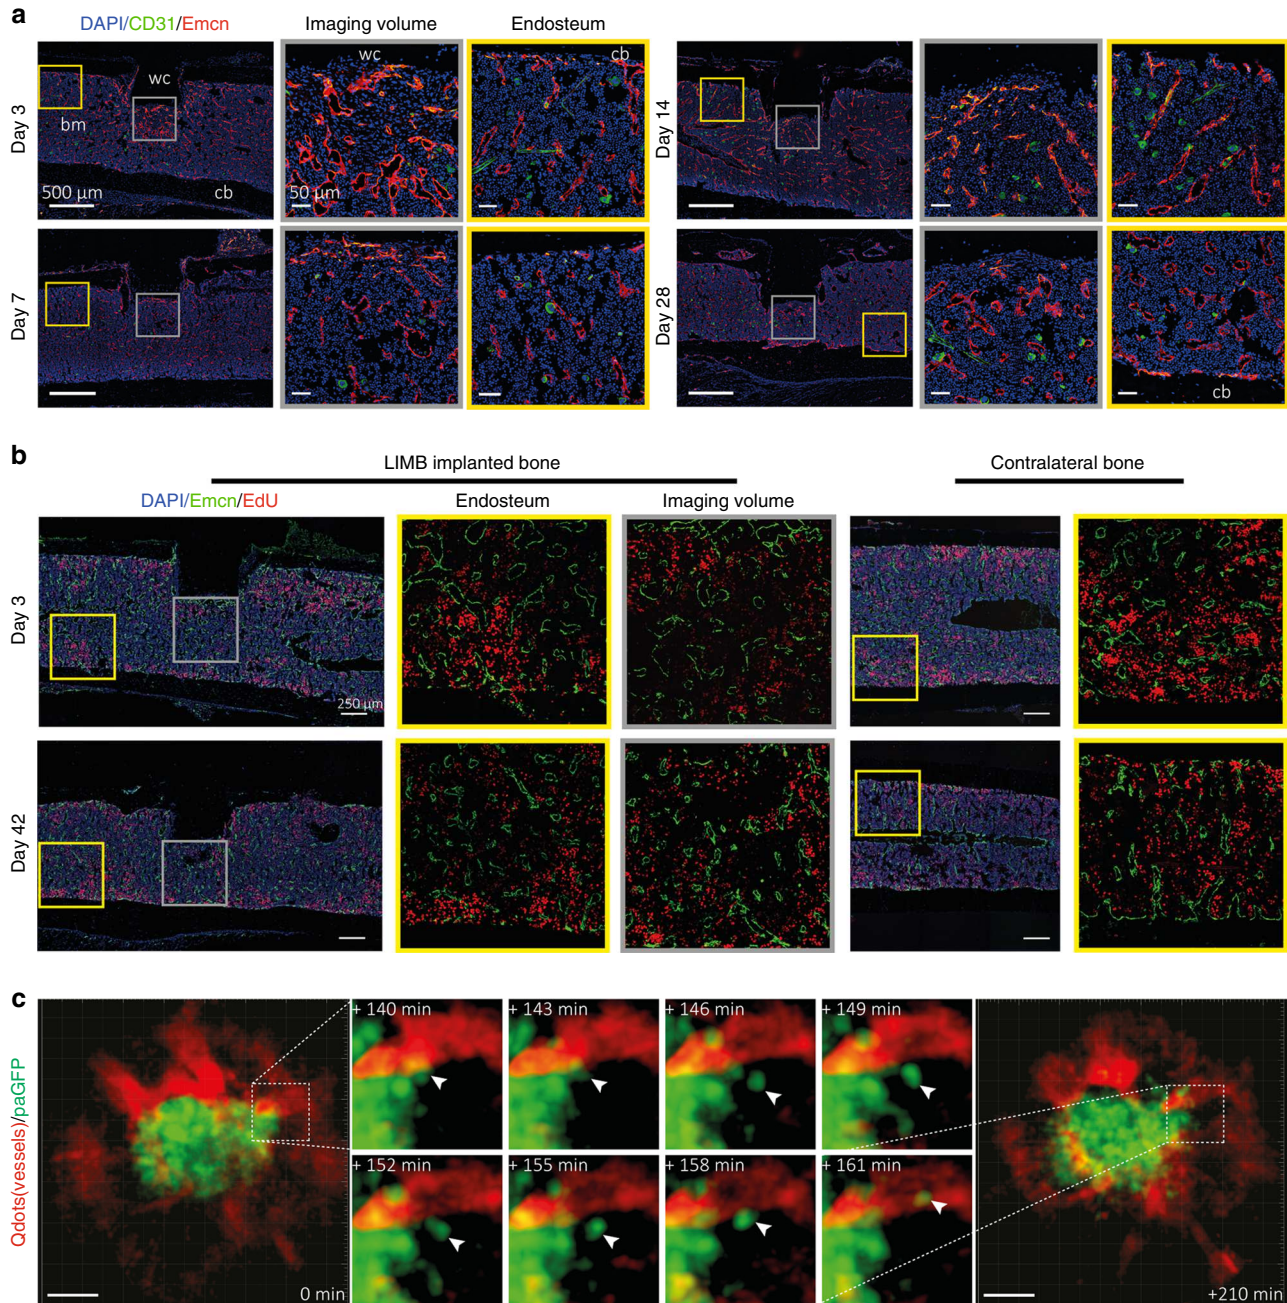 a
DAPI/CD31/Emcn
Imaging volume
Endosteum
Day 3
wc
bm
cb
500 µm
wc
50 µm
cb
Day 14
Day 7
Day 28
cb
b
LIMB implanted bone
Contralateral bone
DAPI/Emcn/EdU
Endosteum
Imaging volume
Day 3
250 µm
Day 42
c
Qdots(vessels)/paGFP
0 min
+ 140 min
+ 143 min
+ 146 min
+ 149 min
+ 152 min
+ 155 min
+ 158 min
+ 161 min
+210 min